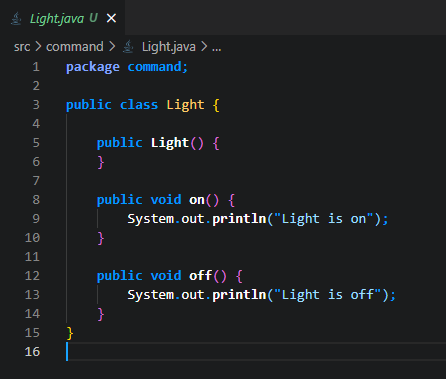 Light.java U ×
src > command > Light.java > ...
1 package command;
2
3 public class Light {
4
5     public Light() {
6     }
7
8     public void on() {
9         System.out.println("Light is on");
10     }
11
12     public void off() {
13         System.out.println("Light is off");
14     }
15 }
16